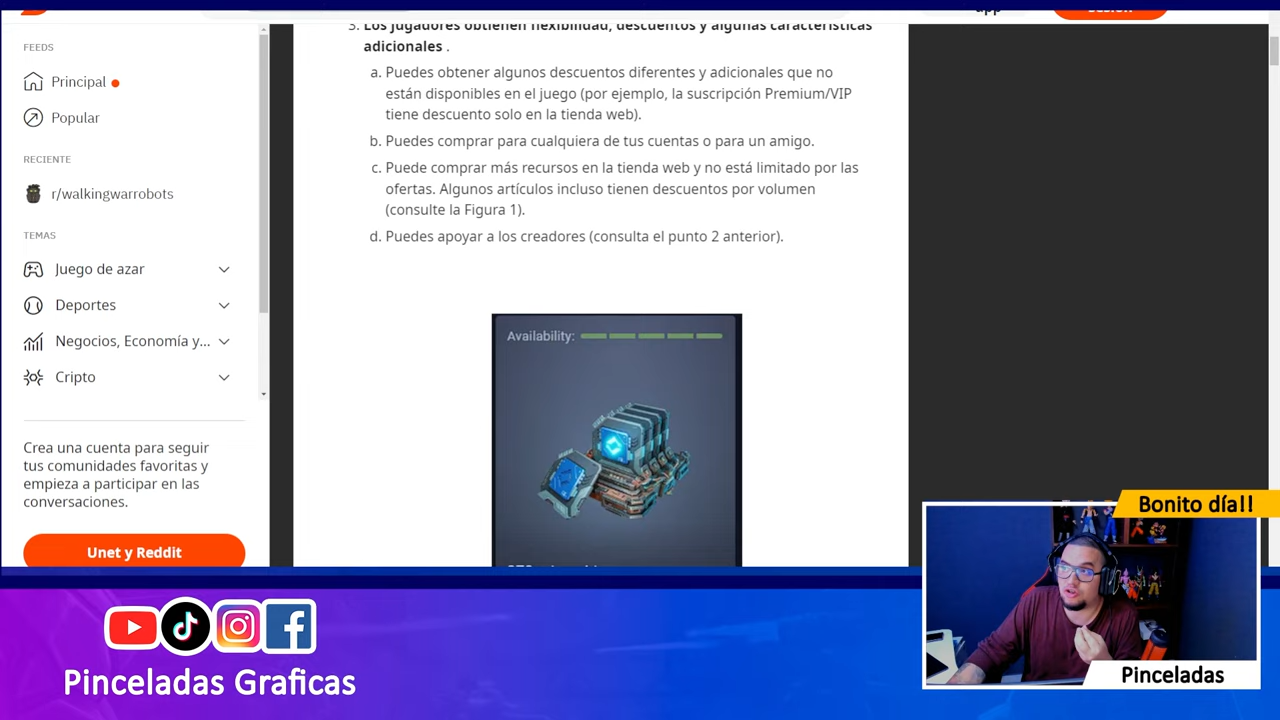 app
Sesión
FEEDS
Principal
Popular
RECIENTE
r/walkingwarrobots
TEMAS
Juego de azar
Deportes
Negocios, Economía y...
Cripto
Crea una cuenta para seguir
tus comunidades favoritas y
empieza a participar en las
conversaciones.
Unet y Reddit
3. Los jugadores obtienen flexibilidad, descuentos y algunas características
adicionales .
a. Puedes obtener algunos descuentos diferentes y adicionales que no
están disponibles en el juego (por ejemplo, la suscripción Premium/VIP
tiene descuento solo en la tienda web).
b. Puedes comprar para cualquiera de tus cuentas o para un amigo.
c. Puede comprar más recursos en la tienda web y no está limitado por las
ofertas. Algunos artículos incluso tienen descuentos por volumen
(consulte la Figura 1).
d. Puedes apoyar a los creadores (consulta el punto 2 anterior).
Availability:
Bonito día!!
Pinceladas
Pinceladas Graficas